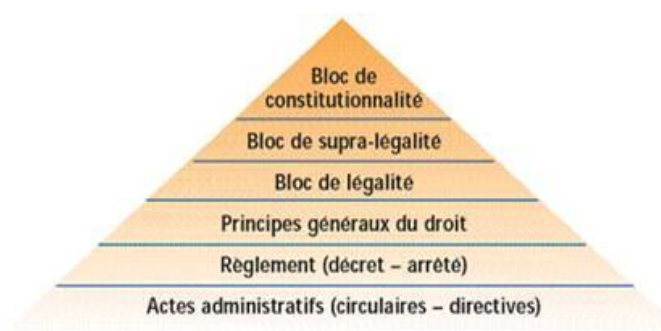 Bloc de
constitutionnalité
Bloc de supra-légalité
Bloc de légalité
Principes généraux du droit
Règlement (décret – arrêté)
Actes administratifs (circulaires – directives)